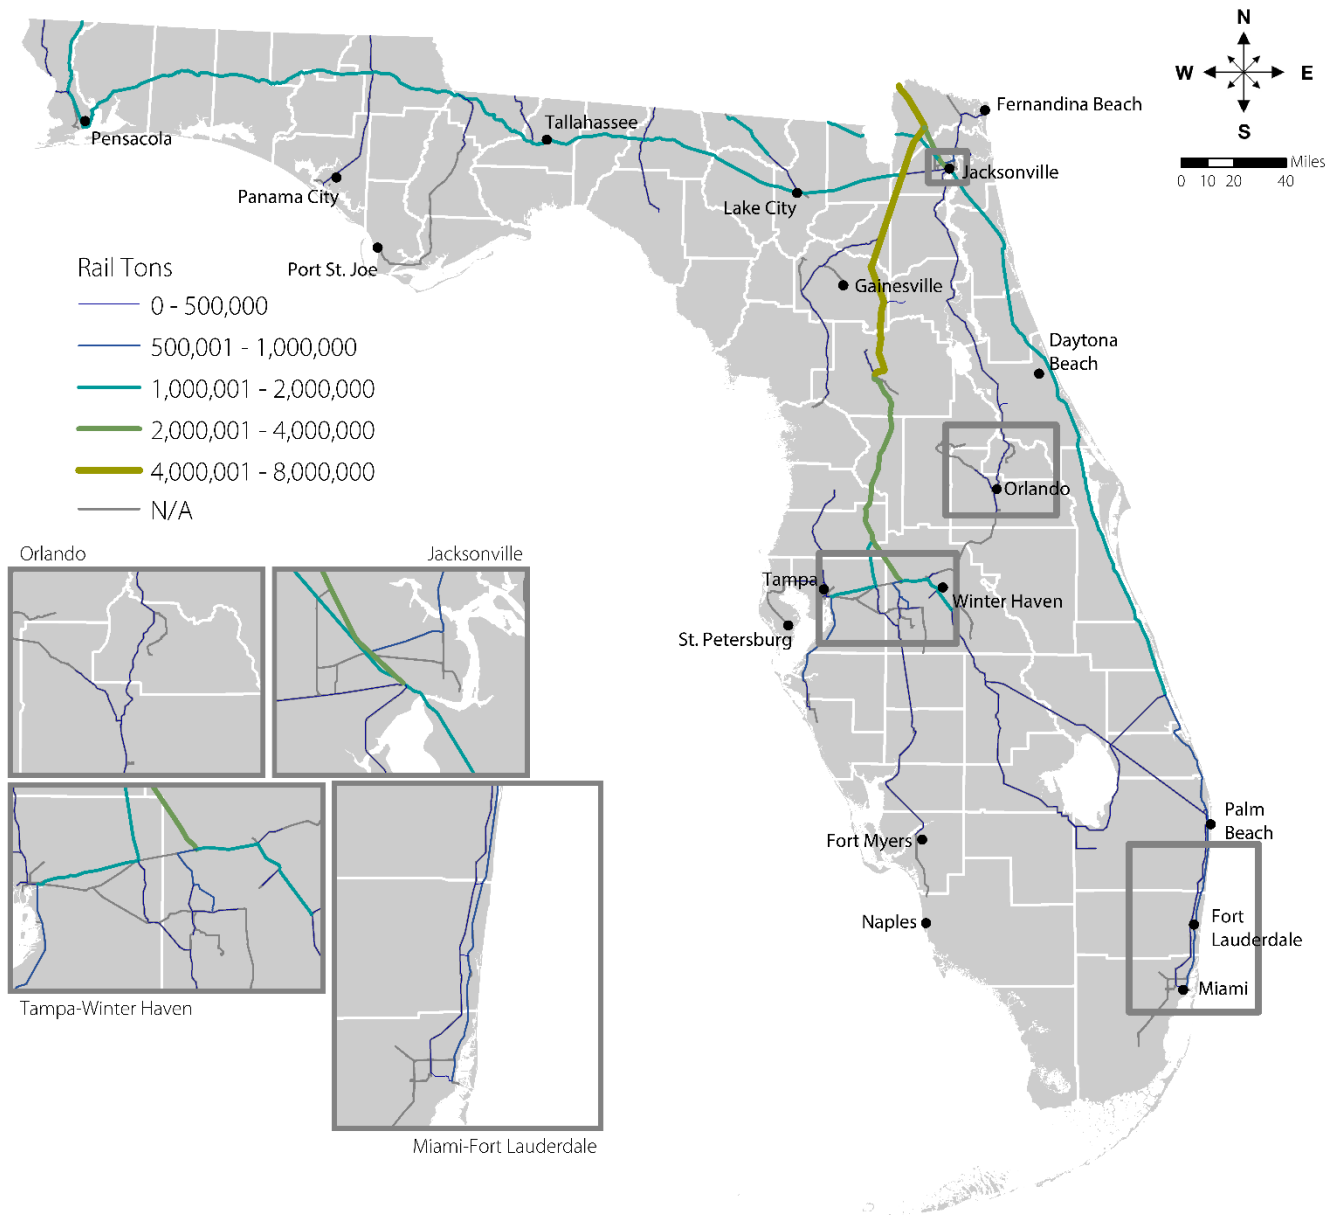 N
W E
S
Miles
0 10 20 40
Fernandina Beach
Tallahassee
Pensacola
Jacksonville
Panama City
Lake City
Port St. Joe
Gainesville
Daytona
Beach
Orlando
Tampa
Winter Haven
St. Petersburg
Palm
Beach
Fort Myers
Naples
Fort
Lauderdale
Miami
Rail Tons
0 - 500,000
500,001 - 1,000,000
1,000,001 - 2,000,000
2,000,001 - 4,000,000
4,000,001 - 8,000,000
N/A
Orlando
Jacksonville
Tampa-Winter Haven
Miami-Fort Lauderdale